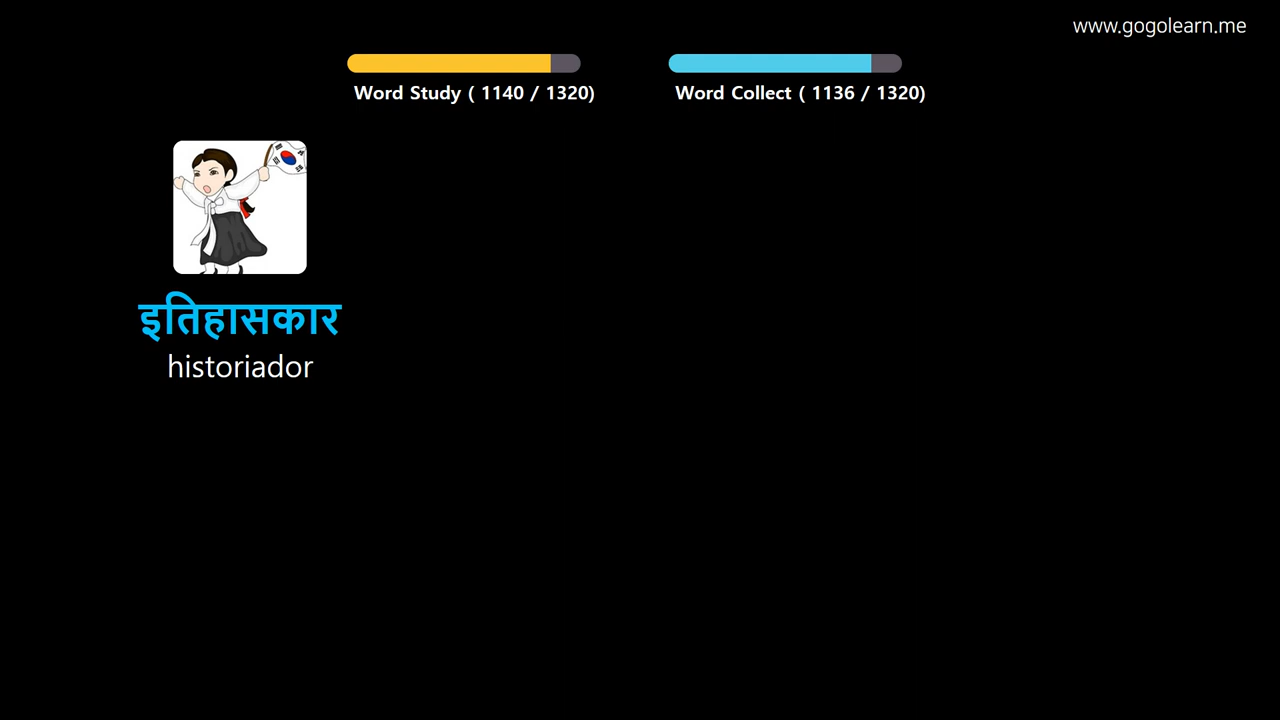 www.gogolearn.me
Word Study ( 1140 / 1320)
Word Collect ( 1136 / 1320)
इतिहासकार
historiador